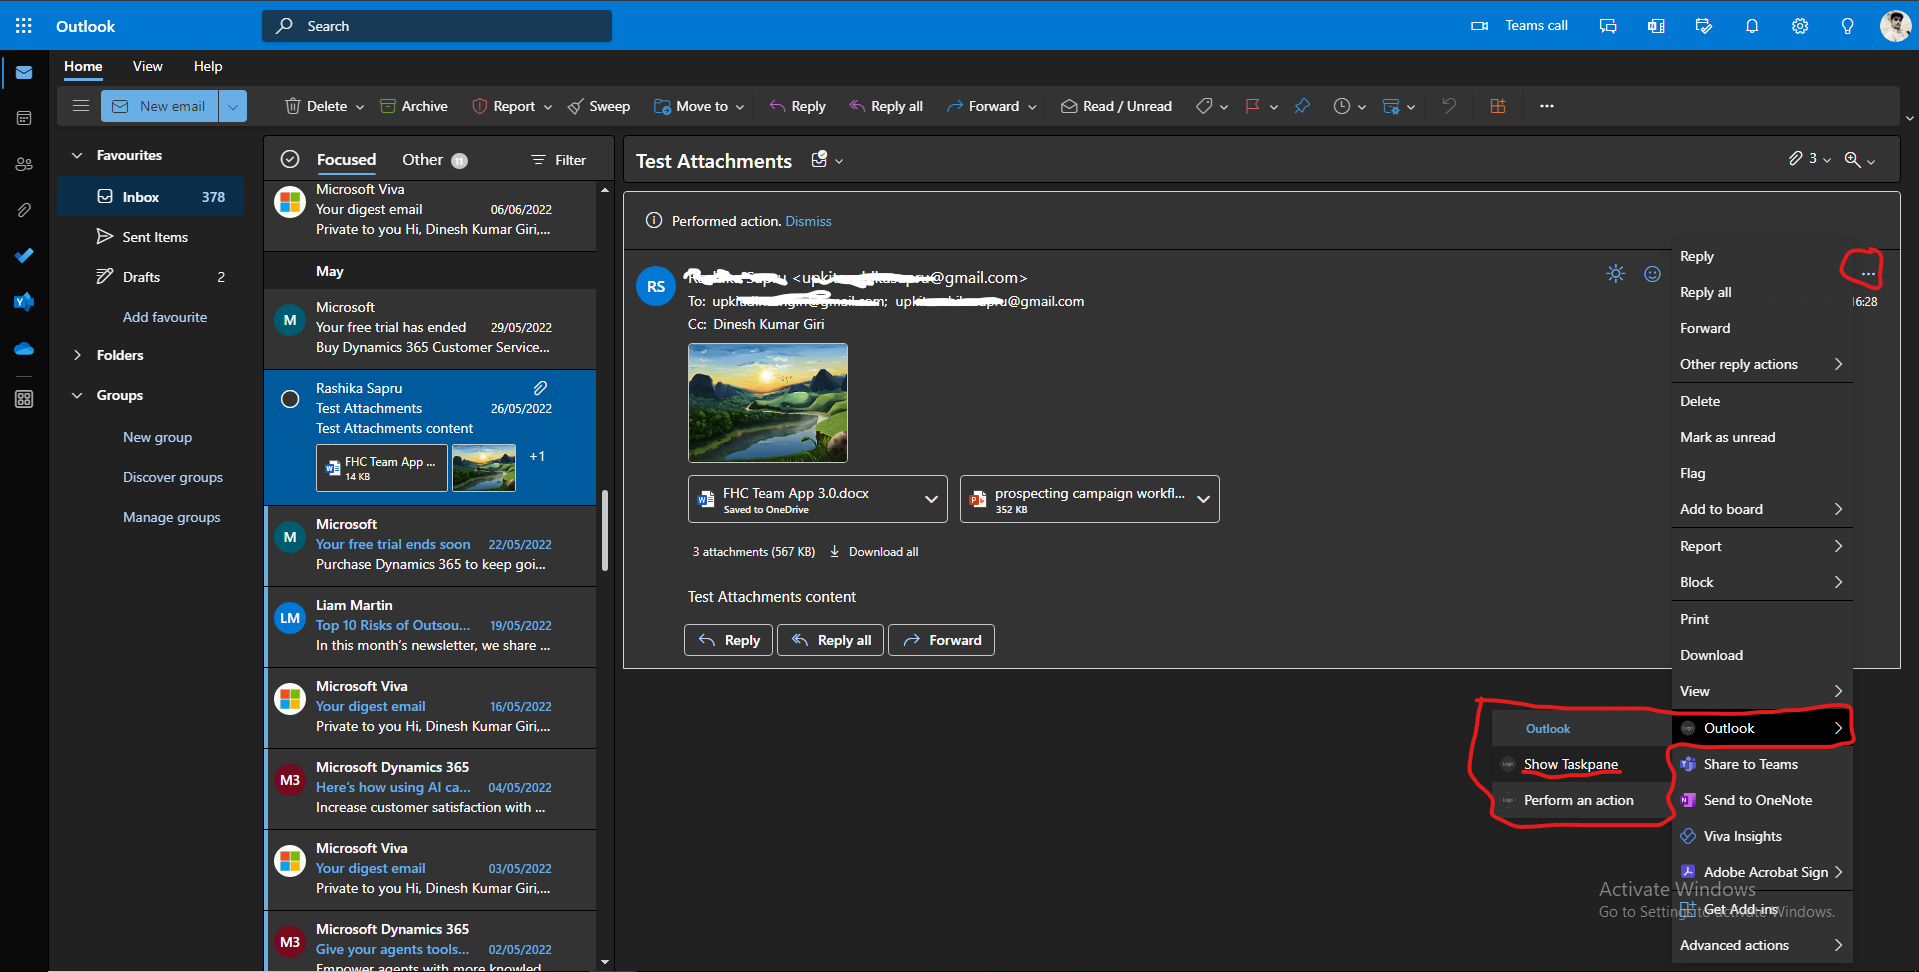 Outlook
Search
Teams call
Home View Help
New email
Delete
Archive
Report
Sweep
Move to
Reply
Reply all
Forward
Read / Unread
Favourites
Inbox 378
Sent Items
Drafts 2
Add favourite
Folders
Groups
New group
Discover groups
Manage groups
Focused Other 11 Filter
Microsoft Viva
Your digest email 06/06/2022
Private to you Hi, Dinesh Kumar Giri,...
May
M
Microsoft
Your free trial has ended 29/05/2022
Buy Dynamics 365 Customer Service...
Rashika Sapru
Test Attachments 26/05/2022
Test Attachments content
FHC Team App ...
14 KB
+1
M
Microsoft
Your free trial ends soon 22/05/2022
Purchase Dynamics 365 to keep goi...
LM
Liam Martin
Top 10 Risks of Outsou... 19/05/2022
In this month's newsletter, we share ...
Microsoft Viva
Your digest email 16/05/2022
Private to you Hi, Dinesh Kumar Giri,...
M3
Microsoft Dynamics 365
Here's how using AI ca... 04/05/2022
Increase customer satisfaction with ...
Microsoft Viva
Your digest email 03/05/2022
Private to you Hi, Dinesh Kumar Giri,...
M3
Microsoft Dynamics 365
Give your agents tools... 02/05/2022
Empower agents with more knowled
Test Attachments
3
Performed action. Dismiss
RS
@gmail.com>
To: @gmail.com; @gmail.com
Cc: Dinesh Kumar Giri
16:28
FHC Team App 3.0.docx
Saved to OneDrive
prospecting campaign workfl...
352 KB
3 attachments (567 KB) Download all
Test Attachments content
Reply
Reply all
Forward
Reply
Reply all
Forward
Other reply actions
Delete
Mark as unread
Flag
Add to board
Report
Block
Print
Download
View
Outlook
Share to Teams
Send to OneNote
Viva Insights
Adobe Acrobat Sign
Get Add-ins
Advanced actions
Outlook
Show Taskpane
Perform an action
Activate Windows
Go to Settings to activate Windows.